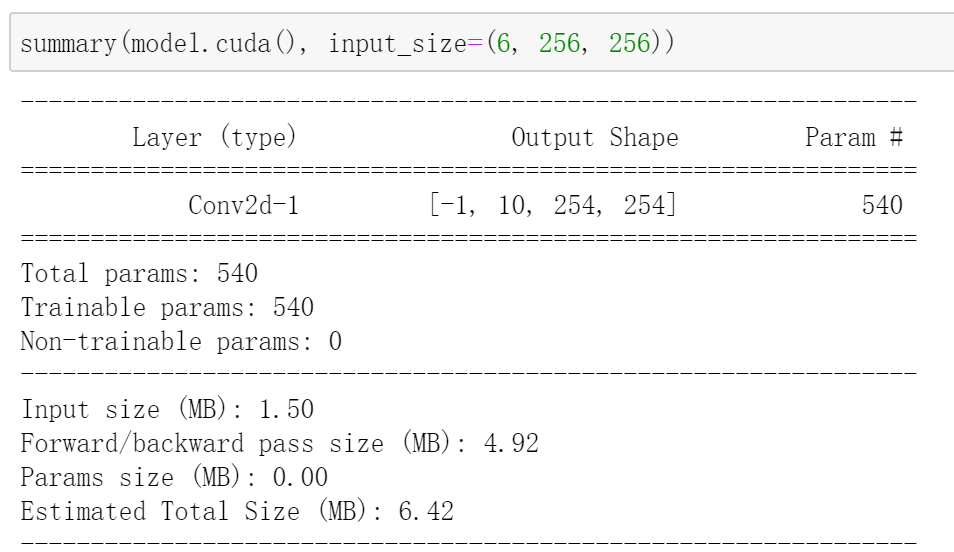 summary(model.cuda(), input_size=(6, 256, 256))
----------------------------------------------------------------
Layer (type) Output Shape Param #
================================================================
Conv2d-1 [-1, 10, 254, 254] 540
================================================================
Total params: 540
Trainable params: 540
Non-trainable params: 0
----------------------------------------------------------------
Input size (MB): 1.50
Forward/backward pass size (MB): 4.92
Params size (MB): 0.00
Estimated Total Size (MB): 6.42
----------------------------------------------------------------